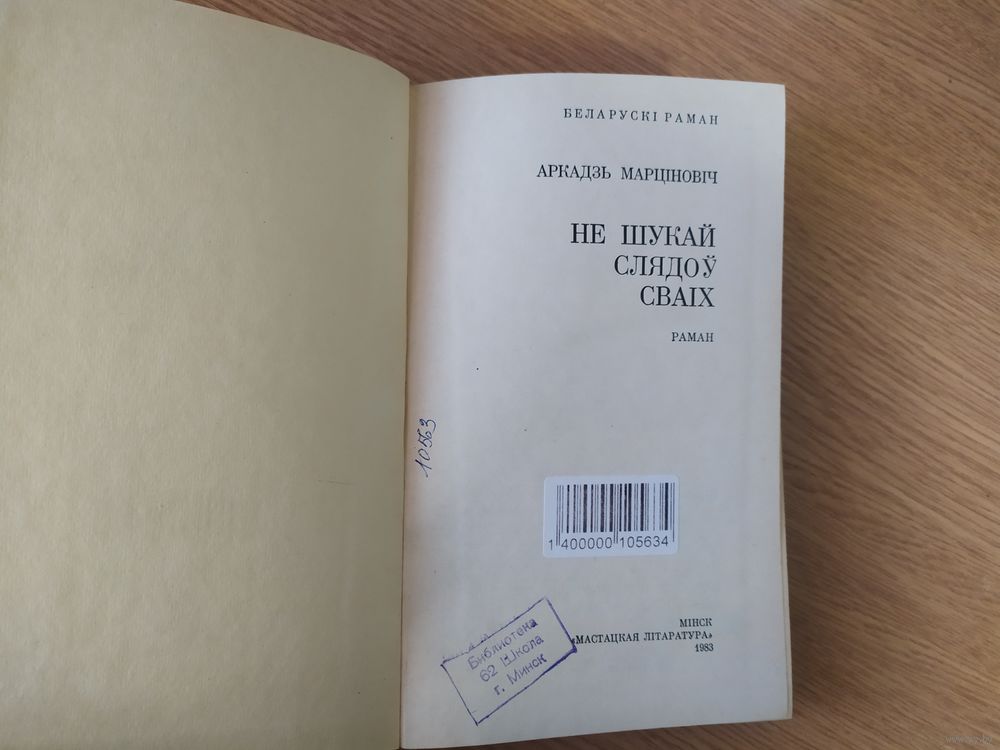 БЕЛАРУСКІ РАМАН
АРКАДЗЬ МАРЦІНОВІЧ
НЕ ШУКАЙ
СЛЯДОЎ
СВАІХ
РАМАН
10563
1 400000 105634
Библиотека
62 Школа
г. Минск
МІНСК
«МАСТАЦКАЯ ЛІТАРАТУРА»
1983